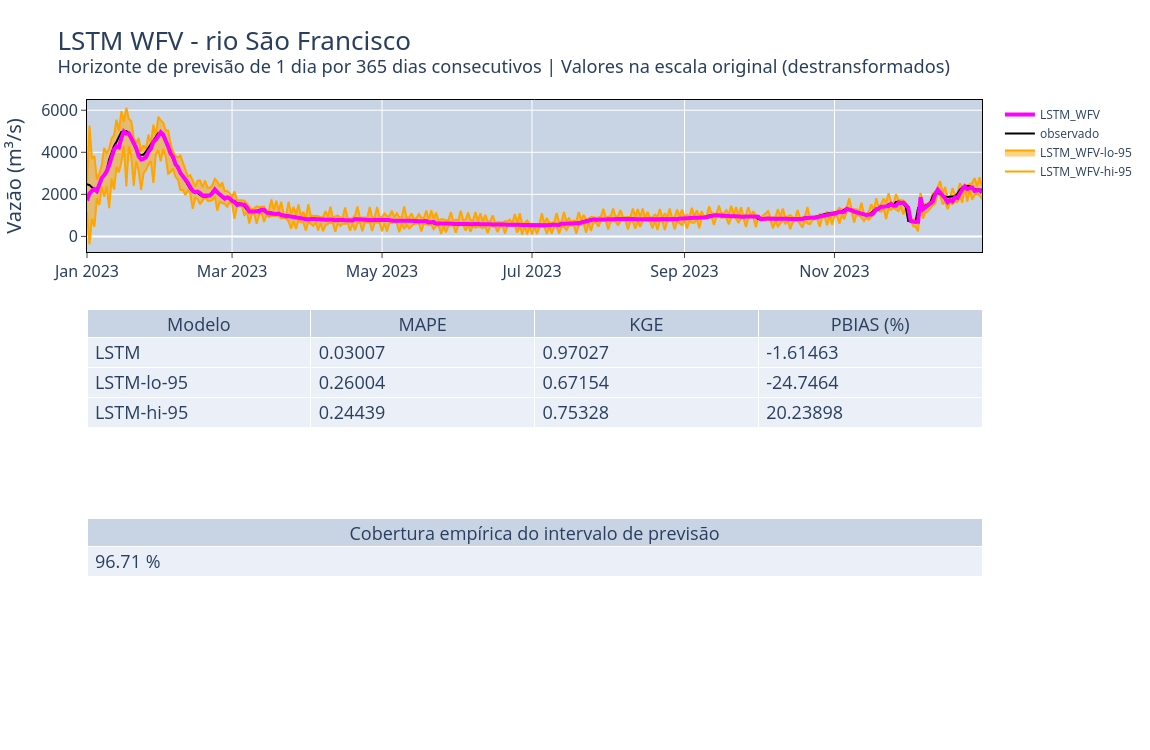 LSTM WFV - rio São Francisco
Horizonte de previsão de 1 dia por 365 dias consecutivos | Valores na escala original (destransformados)
Vazão (m³/s)
6000
4000
2000
0
Jan 2023 Mar 2023 May 2023 Jul 2023 Sep 2023 Nov 2023
LSTM_WFV
observado
LSTM_WFV-lo-95
LSTM_WFV-hi-95
Modelo MAPE KGE PBIAS (%)
LSTM 0.03007 0.97027 -1.61463
LSTM-lo-95 0.26004 0.67154 -24.7464
LSTM-hi-95 0.24439 0.75328 20.23898
Cobertura empírica do intervalo de previsão
96.71 %